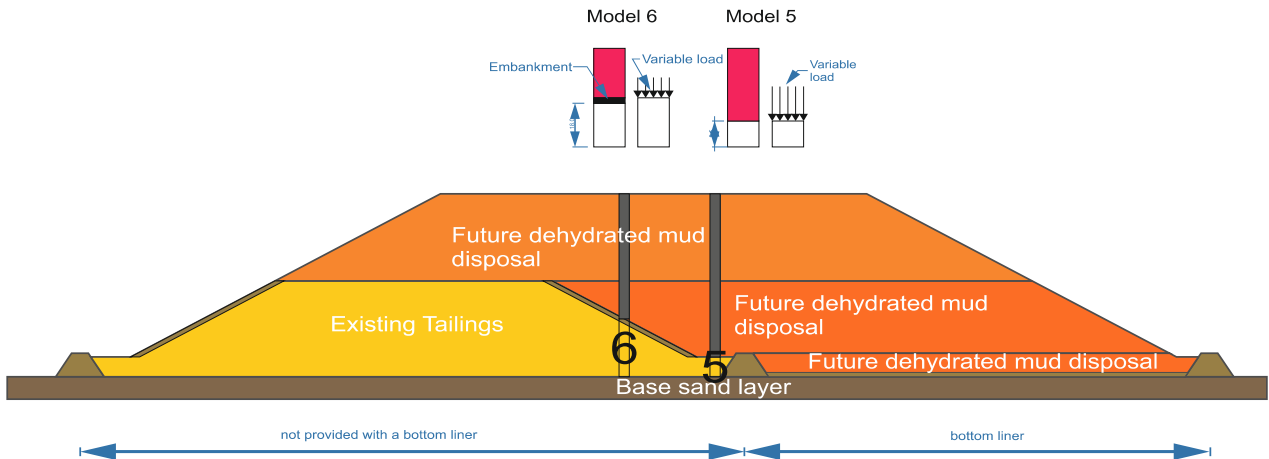 Model 6
Model 5
Embankment
Variable load
Variable
load
Future dehydrated mud
disposal
Future dehydrated mud
disposal
Existing Tailings
Future dehydrated mud disposal
6
5
Base sand layer
not provided with a bottom liner
bottom liner